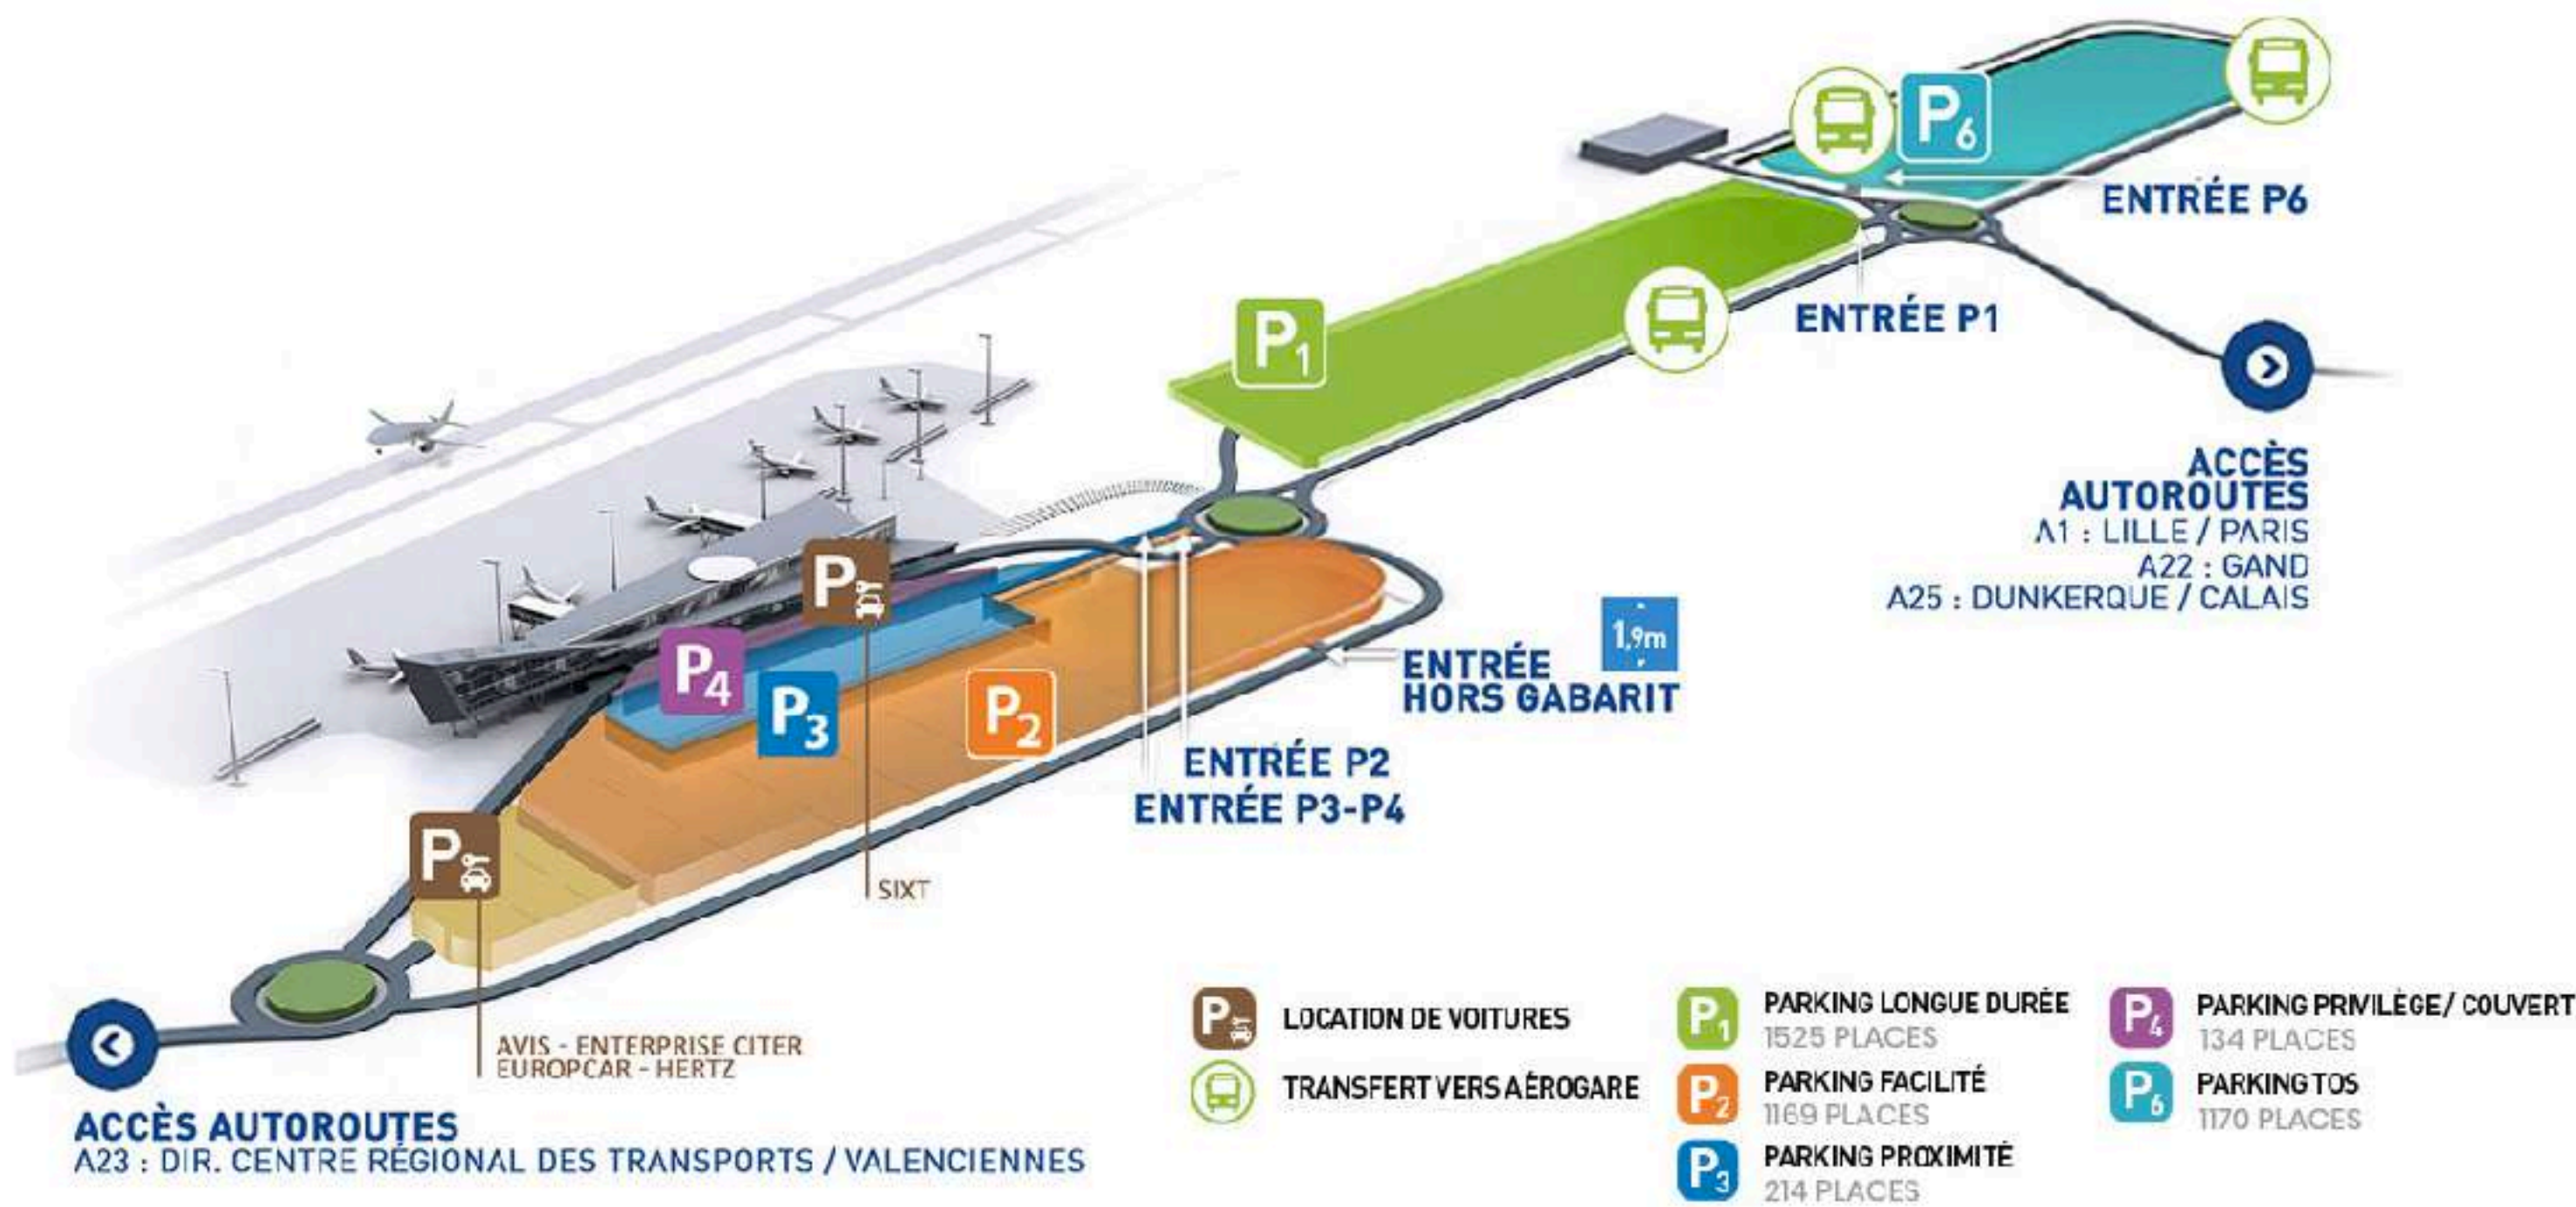 P6
ENTRÉE P6
P1
ENTRÉE P1
ACCÈS
AUTOROUTES
A1 : LILLE / PARIS
A22 : GAND
A25 : DUNKERQUE / CALAIS
P
P4
P3
P2
1,9m
ENTRÉE
HORS GABARIT
ENTRÉE P2
ENTRÉE P3-P4
P
SIXT
AVIS - ENTERPRISE CITER
EUROPCAR - HERTZ
ACCÈS AUTOROUTES
A23 : DIR. CENTRE RÉGIONAL DES TRANSPORTS / VALENCIENNES
P
LOCATION DE VOITURES
TRANSFERT VERS AÉROGARE
P1
PARKING LONGUE DURÉE
1525 PLACES
P2
PARKING FACILITÉ
1169 PLACES
P3
PARKING PROXIMITÉ
214 PLACES
P4
PARKING PRIVILÈGE/ COUVERT
134 PLACES
P6
PARKING TOS
1170 PLACES